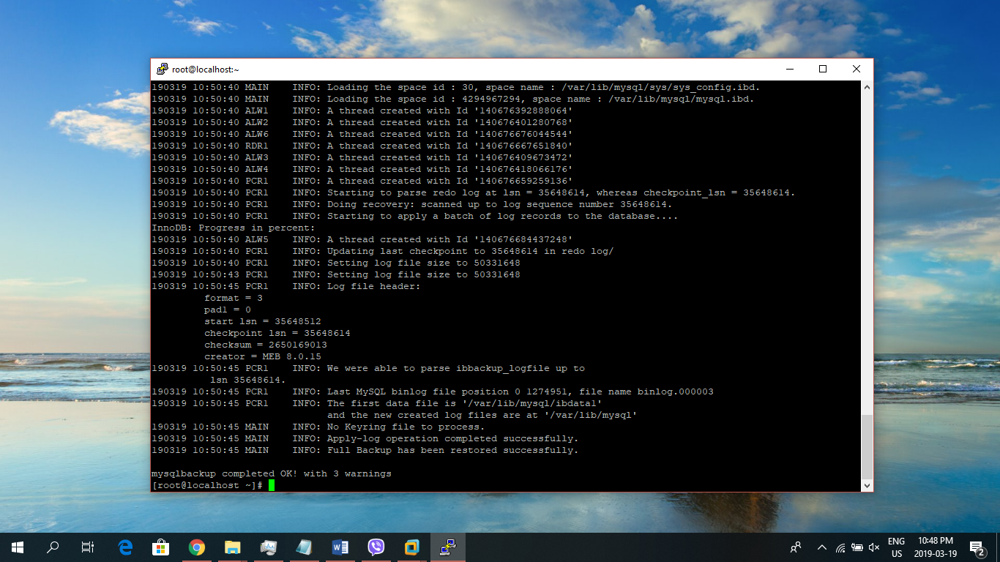 root@localhost:~
190319 10:50:40 MAIN    INFO: Loading the space id : 30, space name : /var/lib/mysql/sys/sys_config.ibd.
190319 10:50:40 MAIN    INFO: Loading the space id : 4294967294, space name : /var/lib/mysql/mysql.ibd.
190319 10:50:40 ALW1    INFO: A thread created with Id '140676392888064'
190319 10:50:40 ALW2    INFO: A thread created with Id '140676401280768'
190319 10:50:40 ALW6    INFO: A thread created with Id '140676676044544'
190319 10:50:40 RDR1    INFO: A thread created with Id '140676667651840'
190319 10:50:40 ALW3    INFO: A thread created with Id '140676409673472'
190319 10:50:40 ALW4    INFO: A thread created with Id '140676418066176'
190319 10:50:40 PCR1    INFO: A thread created with Id '140676659259136'
190319 10:50:40 PCR1    INFO: Starting to parse redo log at lsn = 35648614, whereas checkpoint_lsn = 35648614.
190319 10:50:40 PCR1    INFO: Doing recovery: scanned up to log sequence number 35648614.
190319 10:50:40 PCR1    INFO: Starting to apply a batch of log records to the database....
InnoDB: Progress in percent:
190319 10:50:40 ALW5    INFO: A thread created with Id '140676684437248'
190319 10:50:40 PCR1    INFO: Updating last checkpoint to 35648614 in redo log/
190319 10:50:40 PCR1    INFO: Setting log file size to 50331648
190319 10:50:43 PCR1    INFO: Setting log file size to 50331648
190319 10:50:45 PCR1    INFO: Log file header:
         format = 3
         pad1 = 0
         start lsn = 35648512
         checkpoint lsn = 35648614
         checksum = 2650169013
         creator = MEB 8.0.15
190319 10:50:45 PCR1    INFO: We were able to parse ibbackup_logfile up to
          lsn 35648614.
190319 10:50:45 PCR1    INFO: Last MySQL binlog file position 0 1274951, file name binlog.000003
190319 10:50:45 PCR1    INFO: The first data file is '/var/lib/mysql/ibdata1'
                              and the new created log files are at '/var/lib/mysql'
190319 10:50:45 MAIN    INFO: No Keyring file to process.
190319 10:50:45 MAIN    INFO: Apply-log operation completed successfully.
190319 10:50:45 MAIN    INFO: Full Backup has been restored successfully.
mysqlbackup completed OK! with 3 warnings
[root@localhost ~]#
ENG
US
10:48 PM
2019-03-19
2